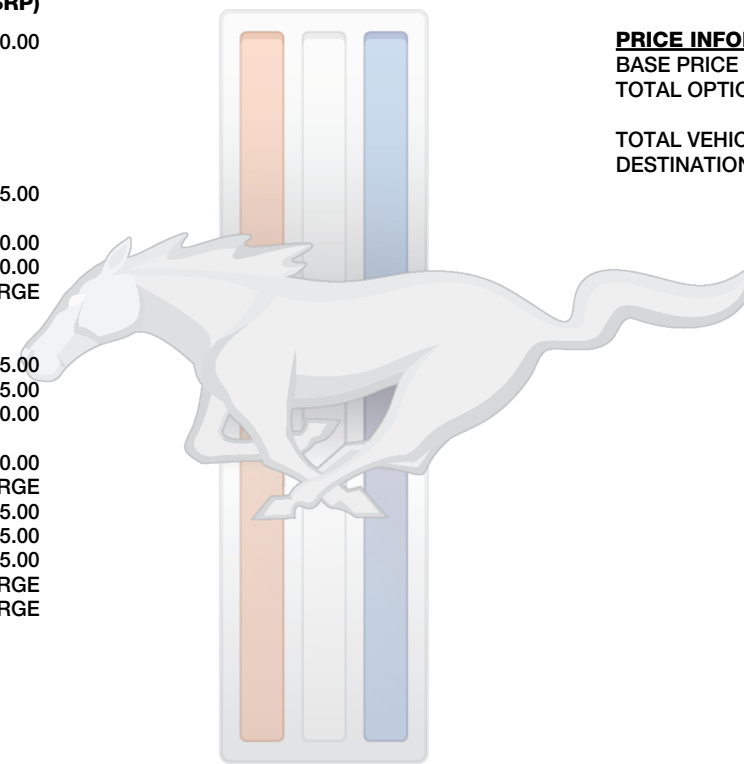 SRP)
0.00
5.00
0.00
0.00
RGE
5.00
5.00
0.00
0.00
RGE
5.00
5.00
5.00
RGE
RGE
PRICE INFO
BASE PRICE
TOTAL OPTIO
TOTAL VEHIC
DESTINATION